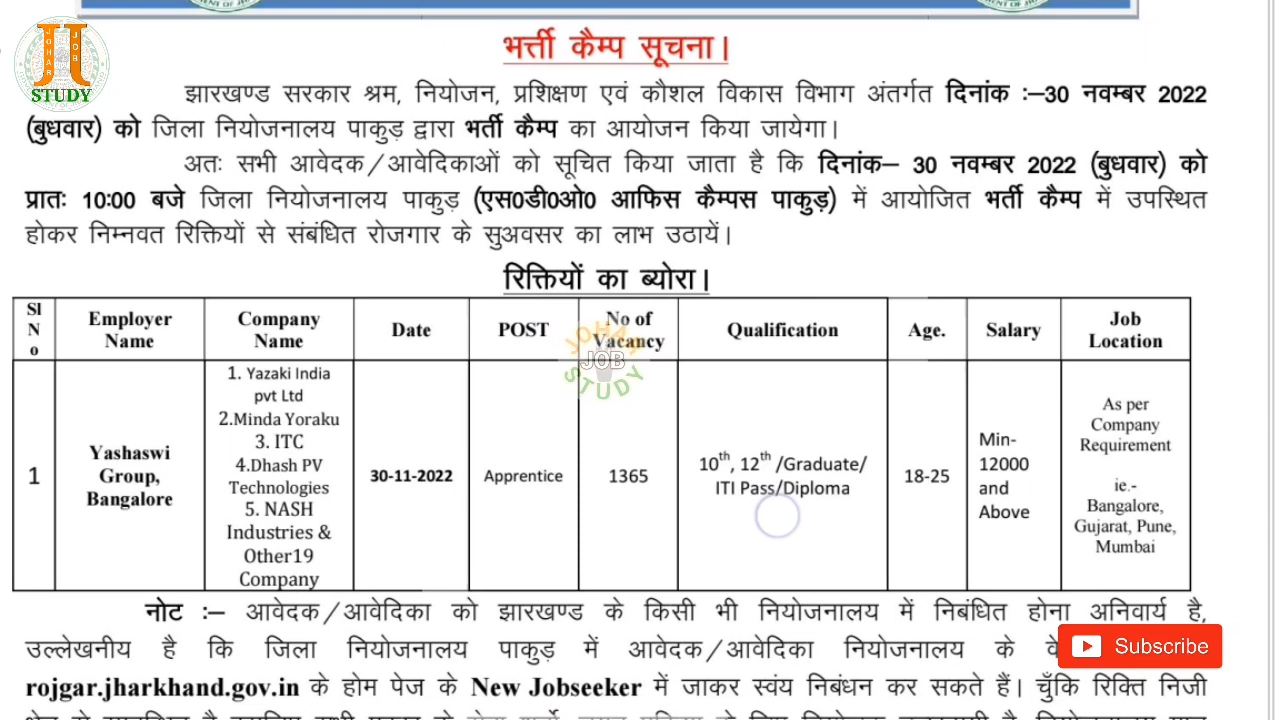 JOHAR
JOB
STUDY
भर्त्ती कैम्प सूचना।
झारखण्ड सरकार श्रम, नियोजन, प्रशिक्षण एवं कौशल विकास विभाग अंतर्गत दिनांक :–30 नवम्बर 2022
(बुधवार) को जिला नियोजनालय पाकुड़ द्वारा भर्ती कैम्प का आयोजन किया जायेगा।
अतः सभी आवेदक/आवेदिकाओं को सूचित किया जाता है कि दिनांक– 30 नवम्बर 2022 (बुधवार) को
प्रातः 10:00 बजे जिला नियोजनालय पाकुड़ (एस0डी0ओ0 आफिस कैम्पस पाकुड़) में आयोजित भर्ती कैम्प में उपस्थित
होकर निम्नवत रिक्तियों से संबंधित रोजगार के सुअवसर का लाभ उठायें।
रिक्तियों का ब्योरा।
Sl No | Employer Name | Company Name | Date | POST | No of Vacancy | Qualification | Age. | Salary | Job Location
JOHAR
JOB
STUDY
1
Yashaswi
Group,
Bangalore
1. Yazaki India
pvt Ltd
2.Minda Yoraku
3. ITC
4.Dhash PV
Technologies
5. NASH
Industries &
Other19
Company
30-11-2022
Apprentice
1365
10th, 12th /Graduate/
ITI Pass/Diploma
18-25
Min-
12000
and
Above
As per
Company
Requirement
ie.-
Bangalore,
Gujarat, Pune,
Mumbai
नोट :– आवेदक/आवेदिका को झारखण्ड के किसी भी नियोजनालय में निबंधित होना अनिवार्य है,
उल्लेखनीय है कि जिला नियोजनालय पाकुड़ में आवेदक/आवेदिका नियोजनालय के
Subscribe
rojgar.jharkhand.gov.in के होम पेज के New Jobseeker में जाकर स्वंय निबंधन कर सकते हैं। चुँकि रिक्ति निजी